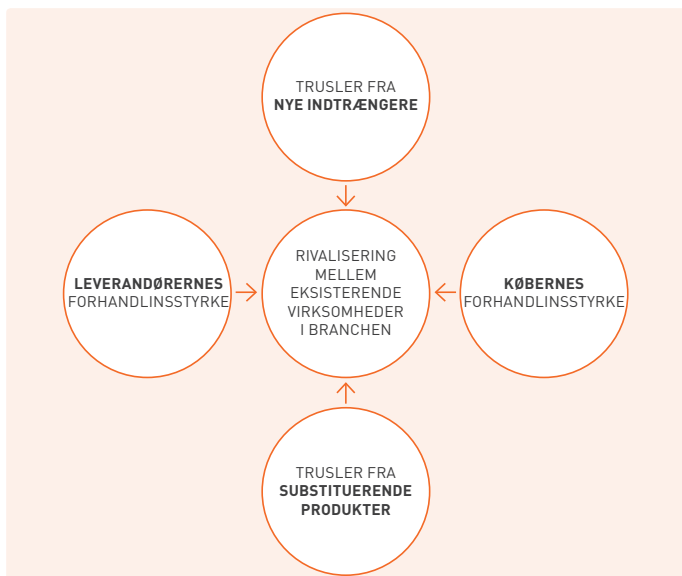 TRUSLER FRA
NYE INDTRÆNGERE
LEVERANDØRERNES
FORHANDLINSSTYRKE
RIVALISERING
MELLEM
EKSISTERENDE
VIRKSOMHEDER
I BRANCHEN
KØBERNES
FORHANDLINSSTYRKE
TRUSLER FRA
SUBSTITUERENDE
PRODUKTER